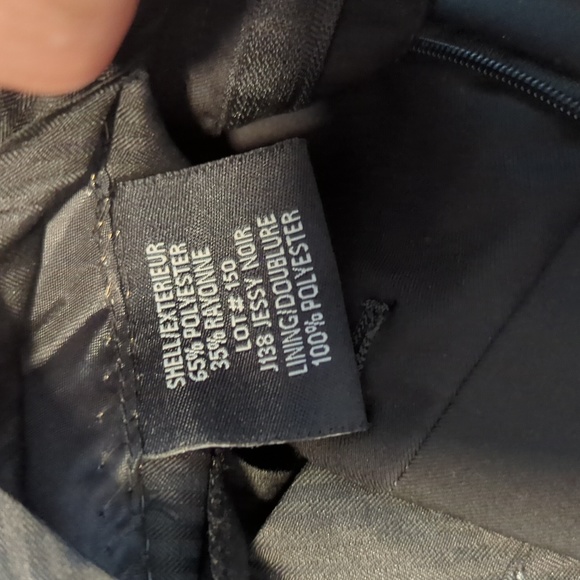 SHELL/EXTERIEUR
65% POLYESTER
35% RAYONNE
LOT # 150
J138 JESSY NOIR
LINING/DOUBLURE
100% POLYESTER